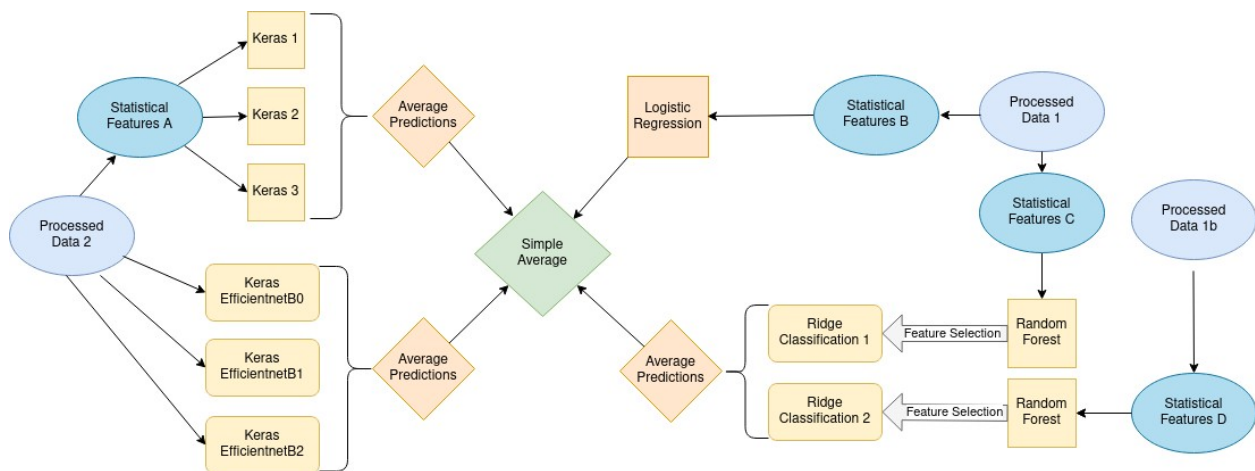 Keras 1
Statistical
Features A
Keras 2
Keras 3
Average
Predictions
Processed
Data 2
Keras
EfficientnetB0
Keras
EfficientnetB1
Keras
EfficientnetB2
Average
Predictions
Simple
Average
Logistic
Regression
Statistical
Features B
Processed
Data 1
Statistical
Features C
Processed
Data 1b
Average
Predictions
Ridge
Classification 1
Feature Selection
Random
Forest
Ridge
Classification 2
Feature Selection
Random
Forest
Statistical
Features D